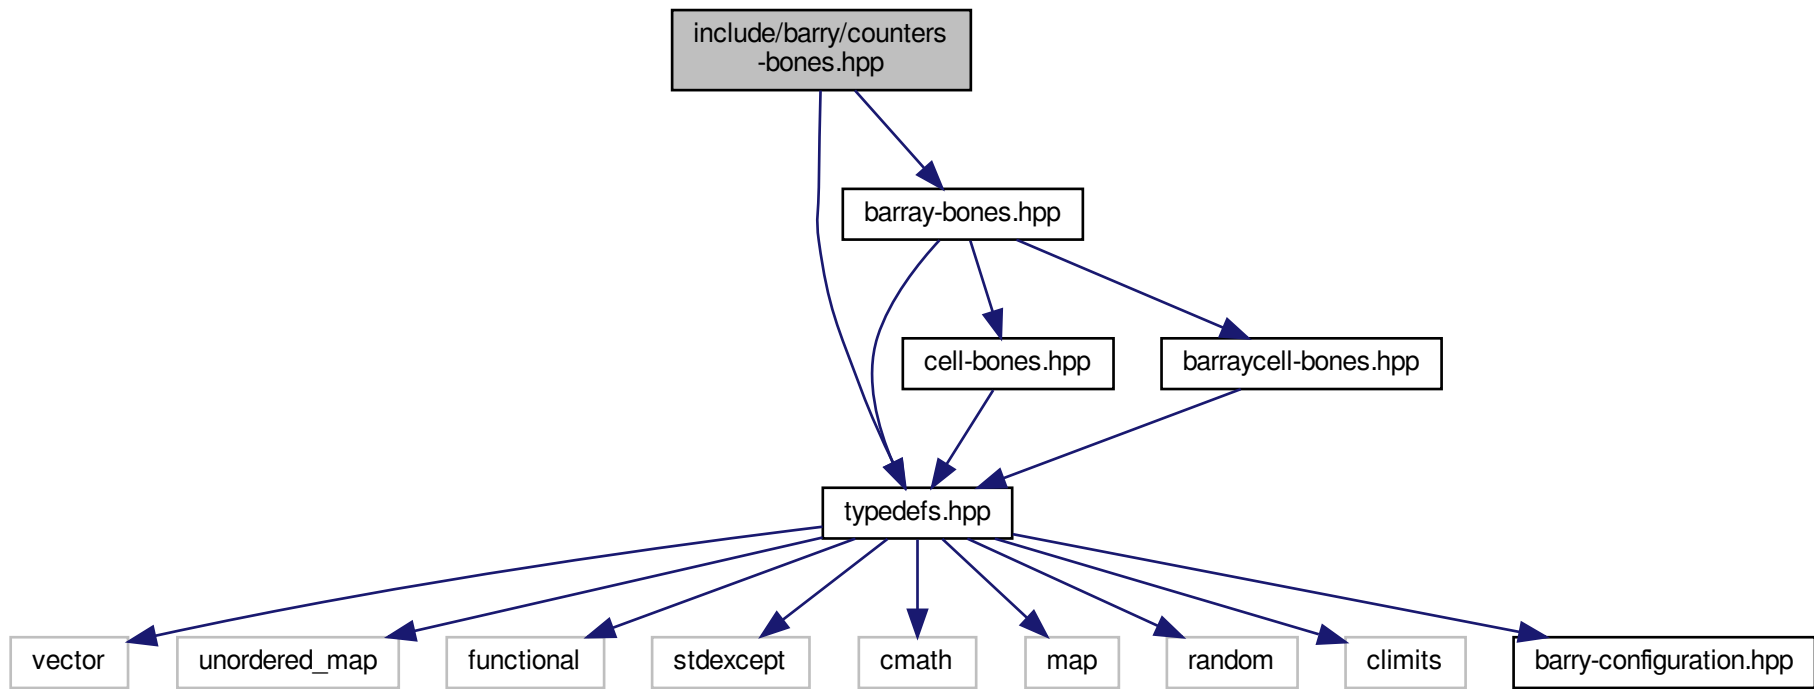 include/barry/counters
-bones.hpp
barray-bones.hpp
cell-bones.hpp
barraycell-bones.hpp
typedefs.hpp
vector
unordered_map
functional
stdexcept
cmath
map
random
climits
barry-configuration.hpp